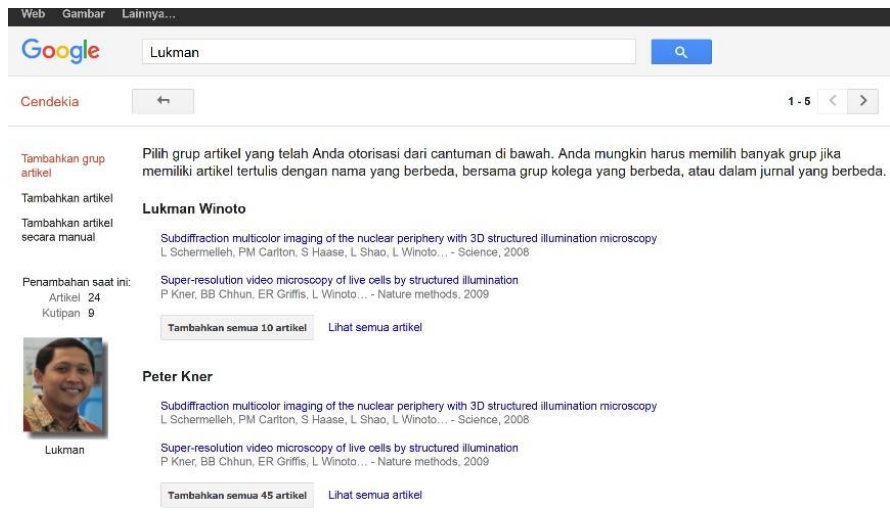 Web Gambar Lainnya...
Google
Lukman
Cendekia
1 - 5
Tambahkan grup
artikel
Tambahkan artikel
Tambahkan artikel
secara manual
Penambahan saat ini:
Artikel 24
Kutipan 9
Lukman
Pilih grup artikel yang telah Anda otorisasi dari cantuman di bawah. Anda mungkin harus memilih banyak grup jika
memiliki artikel tertulis dengan nama yang berbeda, bersama grup kolega yang berbeda, atau dalam jurnal yang berbeda.
Lukman Winoto
Subdiffraction multicolor imaging of the nuclear periphery with 3D structured illumination microscopy
L Schermelleh, PM Carlton, S Haase, L Shao, L Winoto... - Science, 2008
Super-resolution video microscopy of live cells by structured illumination
P Kner, BB Chhun, ER Griffis, L Winoto... - Nature methods, 2009
Tambahkan semua 10 artikel Lihat semua artikel
Peter Kner
Subdiffraction multicolor imaging of the nuclear periphery with 3D structured illumination microscopy
L Schermelleh, PM Carlton, S Haase, L Shao, L Winoto... - Science, 2008
Super-resolution video microscopy of live cells by structured illumination
P Kner, BB Chhun, ER Griffis, L Winoto... - Nature methods, 2009
Tambahkan semua 45 artikel Lihat semua artikel